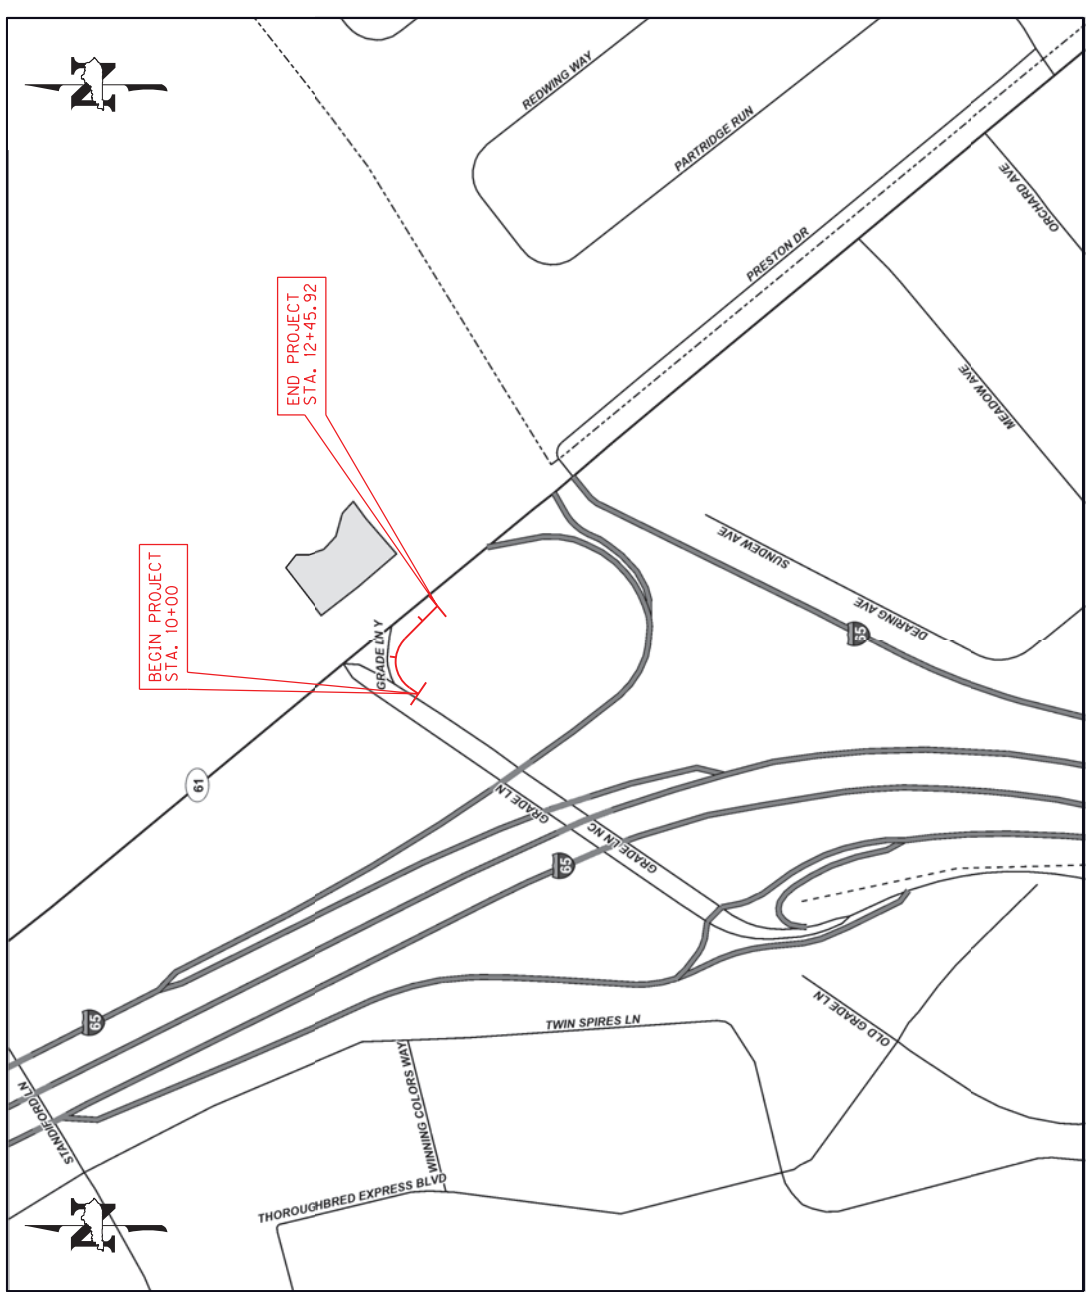 N
REDWING WAY
PARTRIDGE RUN
ORCHARD AVE
PRESTON DR
END PROJECT
STA. 12+45.92
MEADOW AVE
BEGIN PROJECT
STA. 10+00
SUNDEW AVE
DEARING AVE
65
GRADE LN Y
61
GRADE LN
GRADE LN NC
65
65
OLD GRADE LN
TWIN SPIRES LN
WINNING COLORS WAY
STANDIFORD LN
THOROUGHBRED EXPRESS BLVD
N